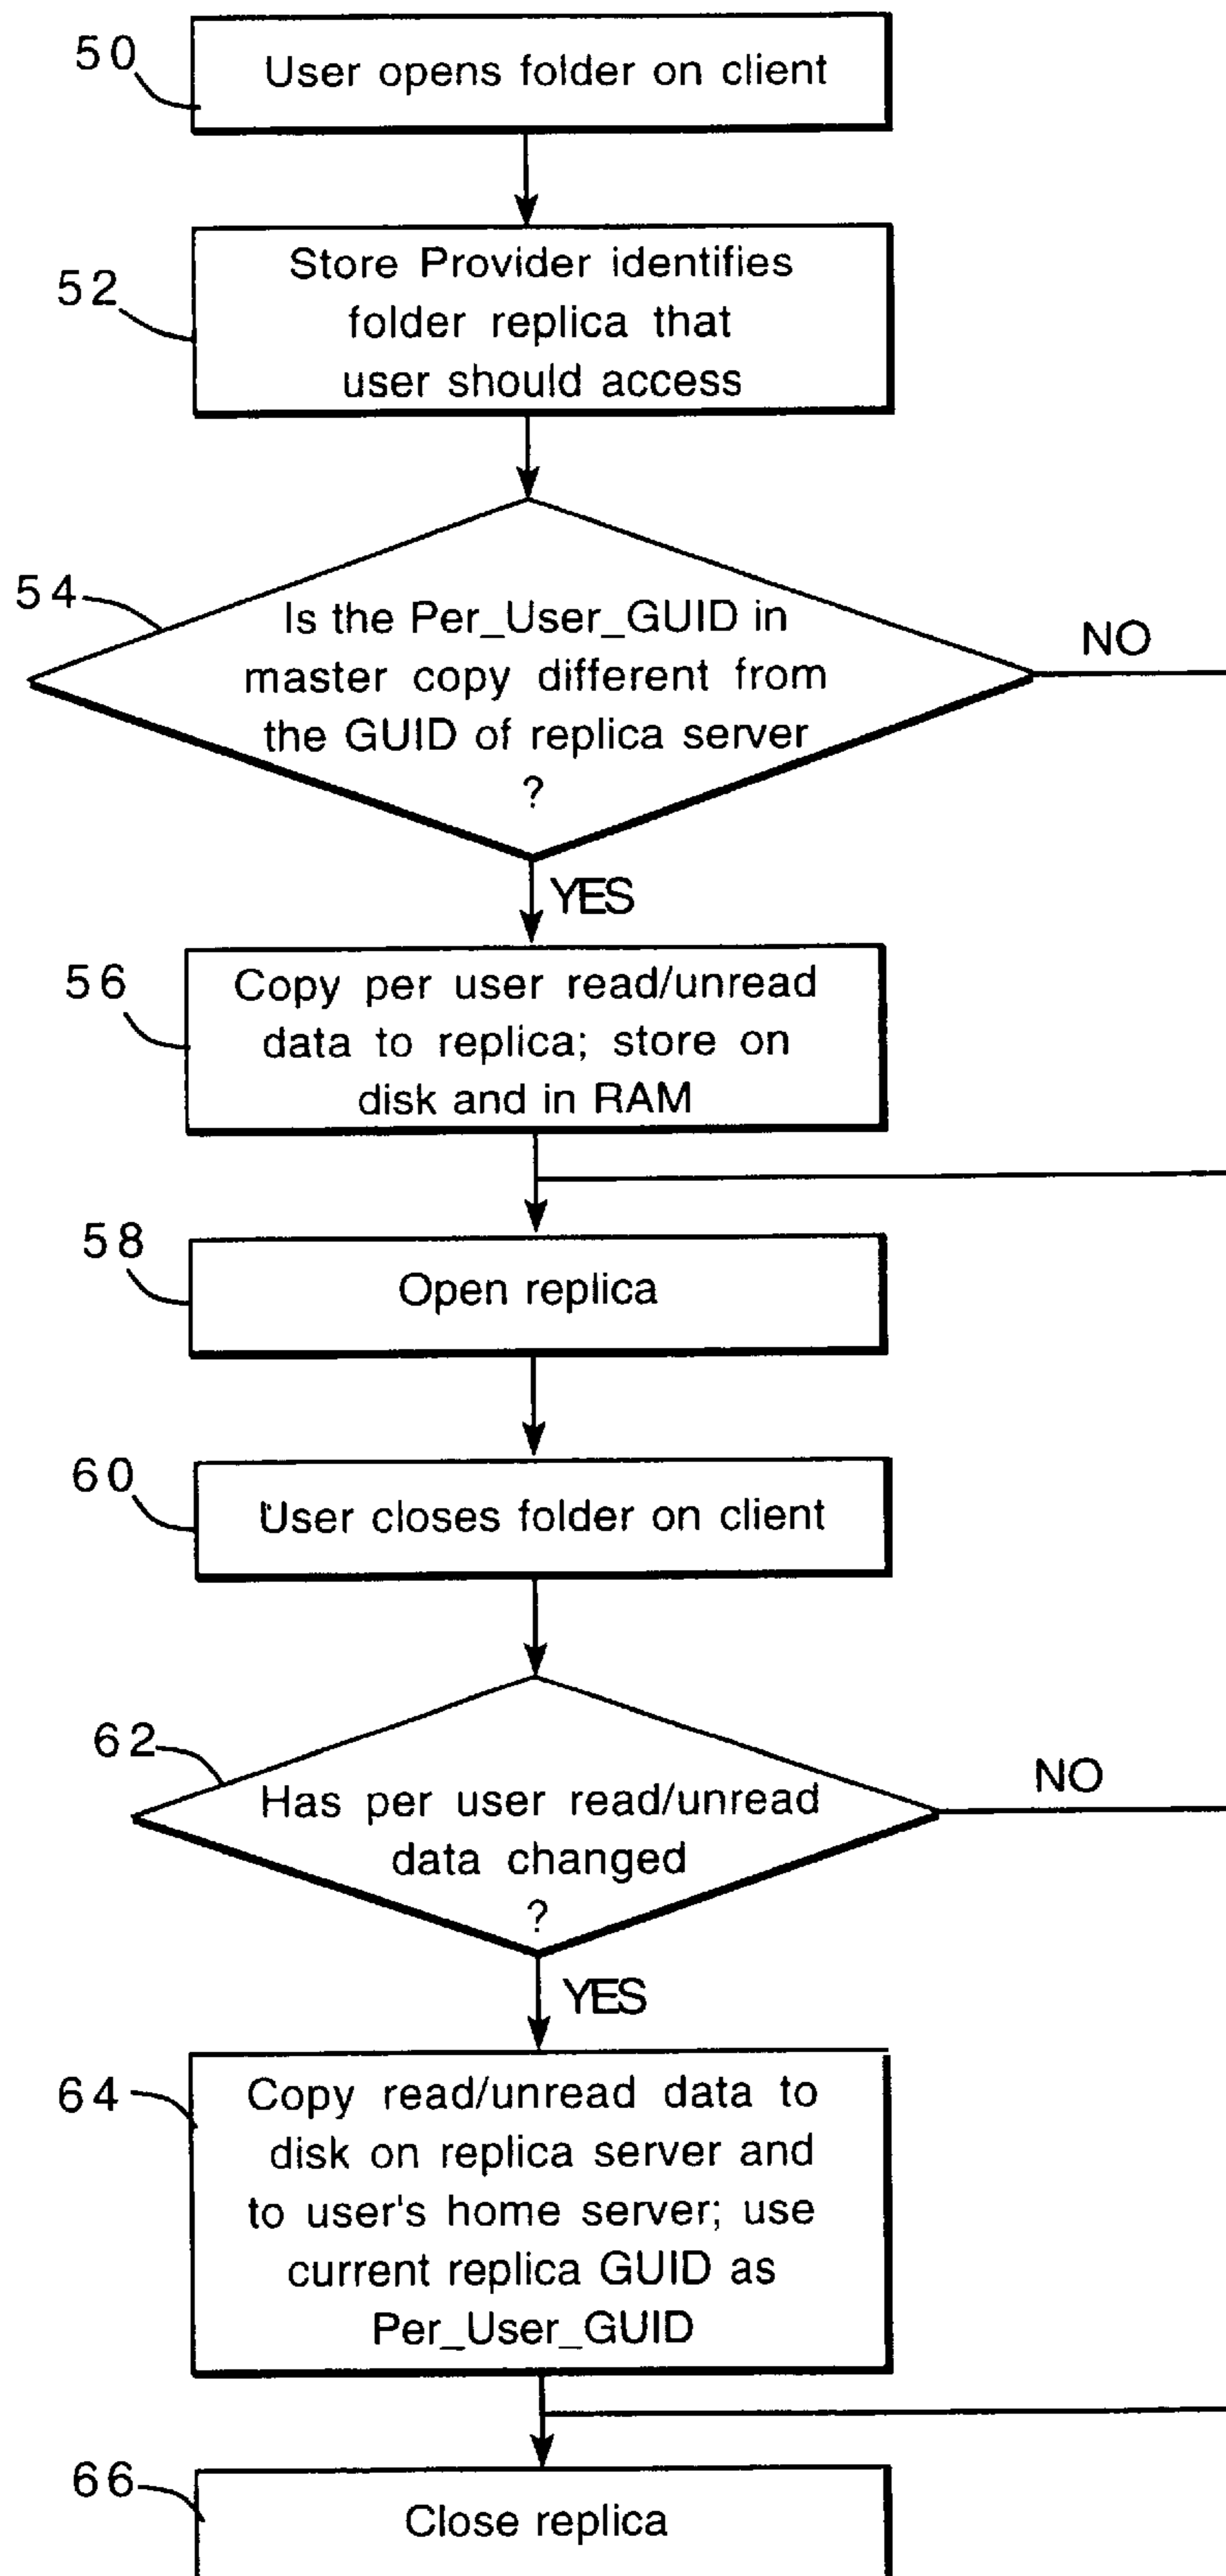 50
User opens folder on client
52
Store Provider identifies
folder replica that
user should access
54
Is the Per_User_GUID in
master copy different from
the GUID of replica server
?
NO
YES
56
Copy per user read/unread
data to replica; store on
disk and in RAM
58
Open replica
60
User closes folder on client
62
Has per user read/unread
data changed
?
NO
YES
64
Copy read/unread data to
disk on replica server and
to user's home server; use
current replica GUID as
Per_User_GUID
66
Close replica